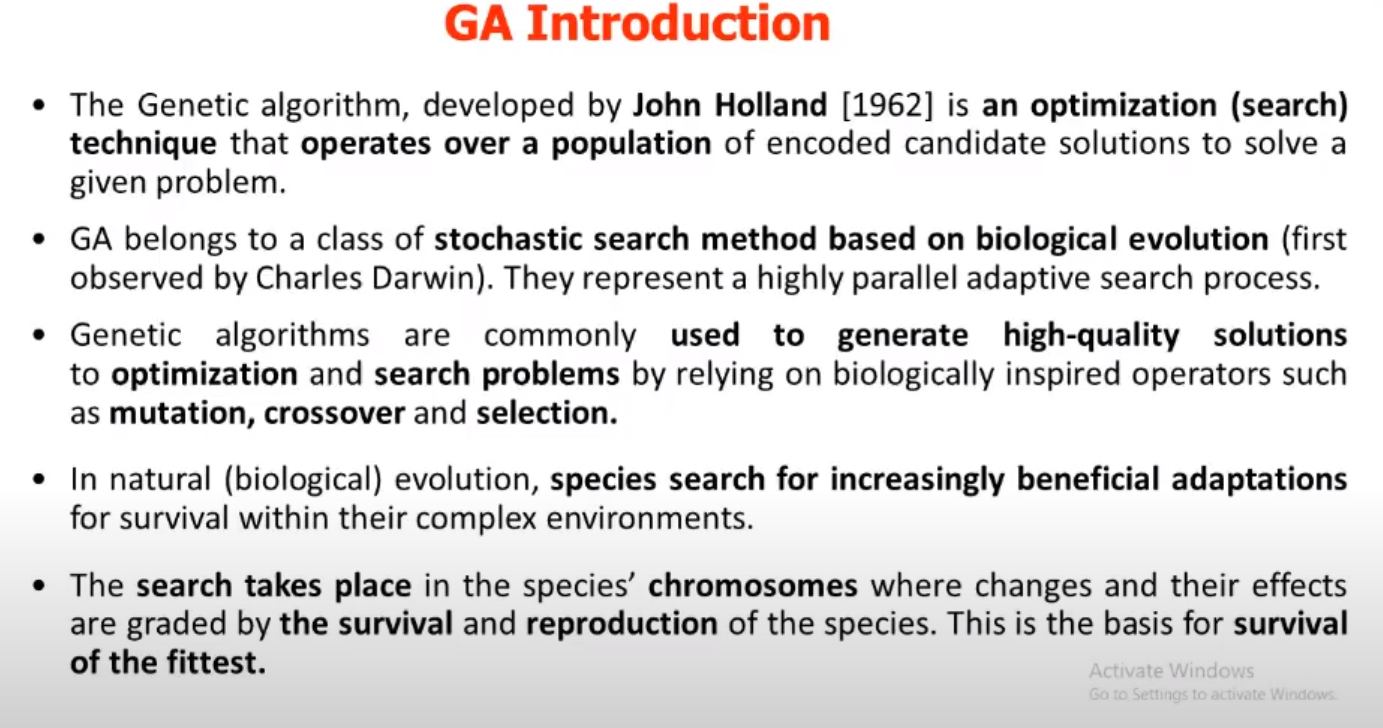 GA Introduction
• The Genetic algorithm, developed by John Holland [1962] is an optimization (search)
technique that operates over a population of encoded candidate solutions to solve a
given problem.
• GA belongs to a class of stochastic search method based on biological evolution (first
observed by Charles Darwin). They represent a highly parallel adaptive search process.
• Genetic algorithms are commonly used to generate high-quality solutions
to optimization and search problems by relying on biologically inspired operators such
as mutation, crossover and selection.
• In natural (biological) evolution, species search for increasingly beneficial adaptations
for survival within their complex environments.
• The search takes place in the species’ chromosomes where changes and their effects
are graded by the survival and reproduction of the species. This is the basis for survival
of the fittest.
Activate Windows
Go to Settings to activate Windows.